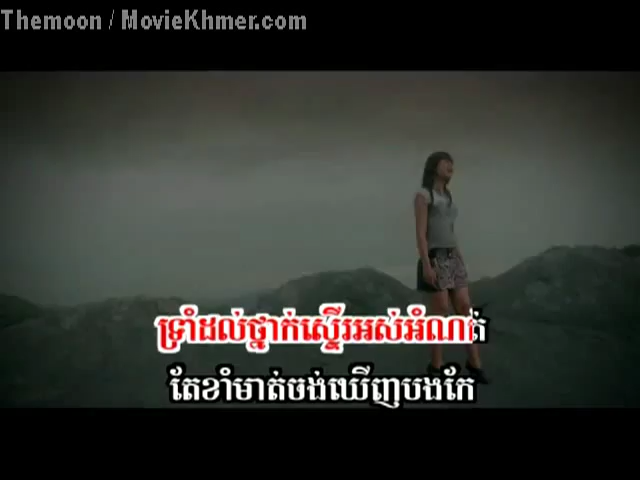 Themoon / MovieKhmer.com
ទ្រាំដល់ថ្នាក់ស្ទើរអស់អំណត់
តែខាំមាត់ចង់ឃើញបងកែ